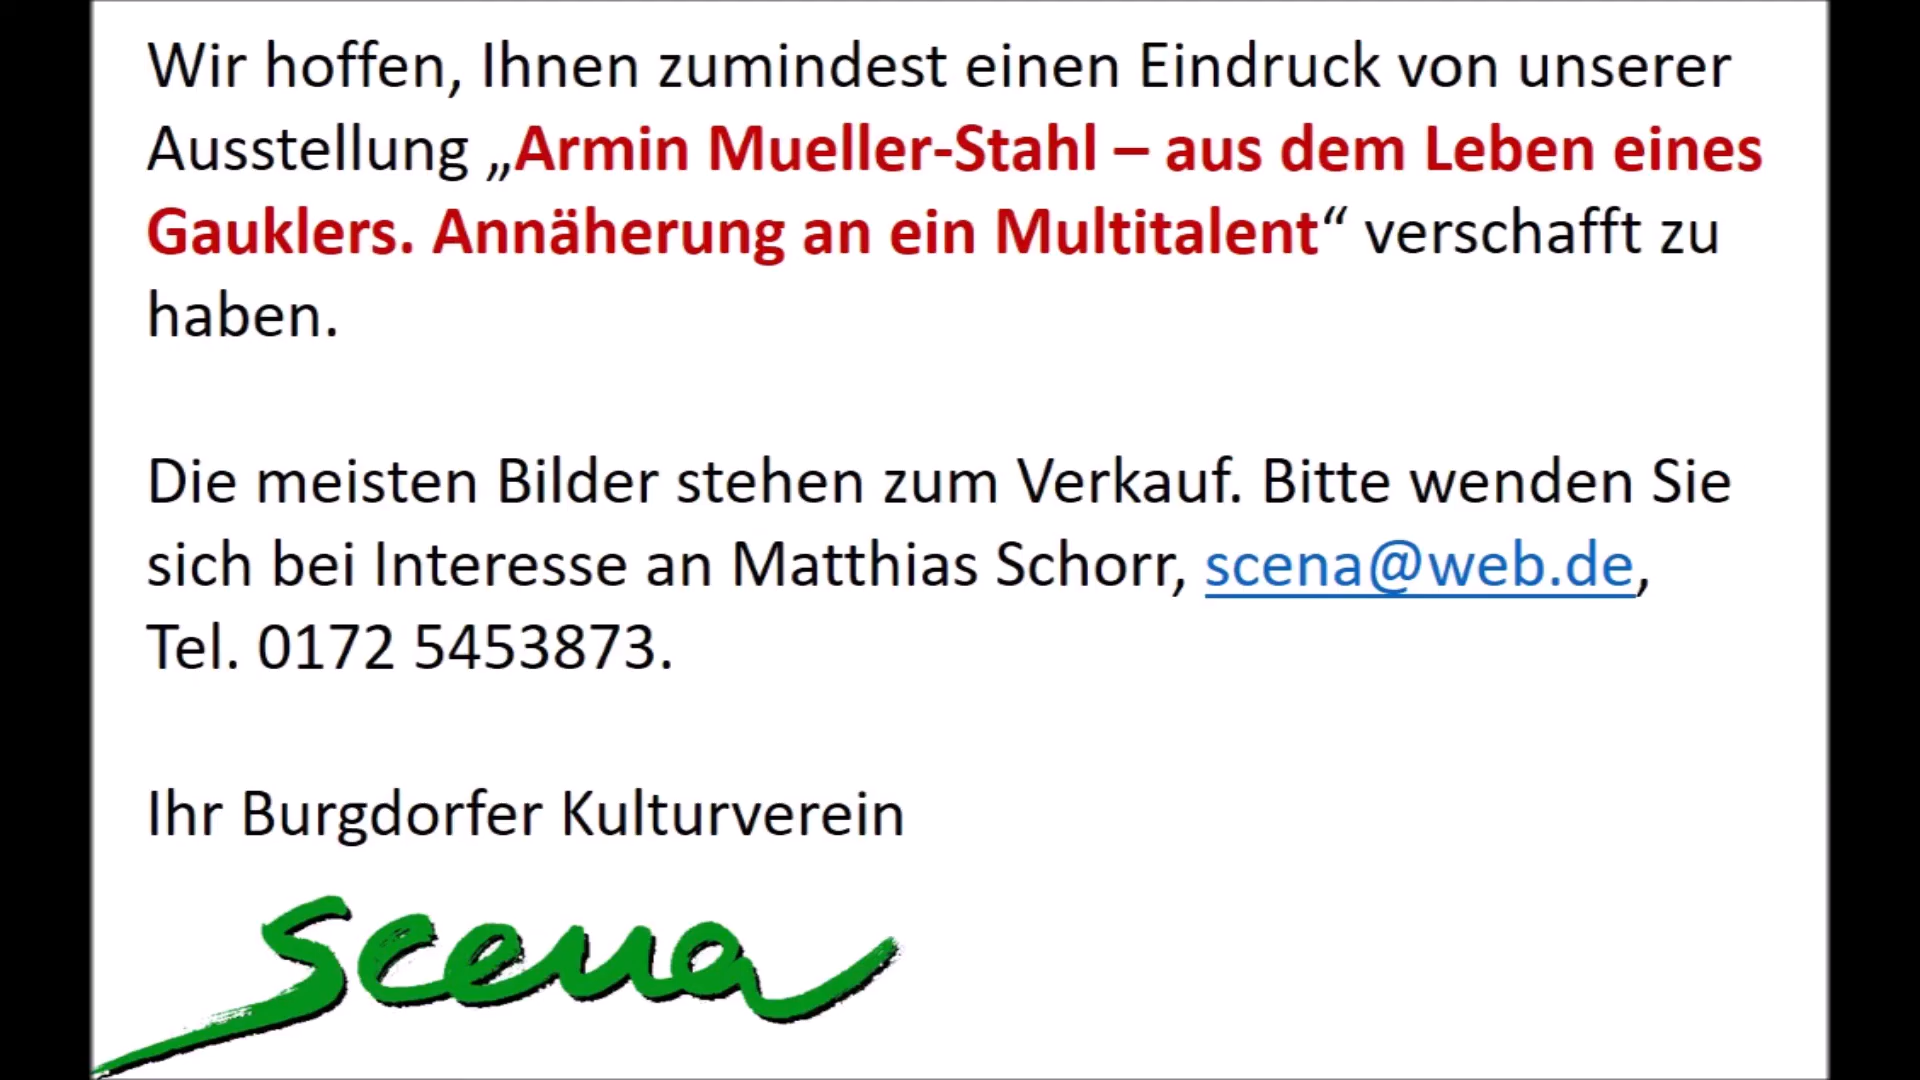 Wir hoffen, Ihnen zumindest einen Eindruck von unserer
Ausstellung „Armin Mueller-Stahl – aus dem Leben eines
Gauklers. Annäherung an ein Multitalent“ verschafft zu
haben.
Die meisten Bilder stehen zum Verkauf. Bitte wenden Sie
sich bei Interesse an Matthias Schorr, scena@web.de,
Tel. 0172 5453873.
Ihr Burgdorfer Kulturverein
scena